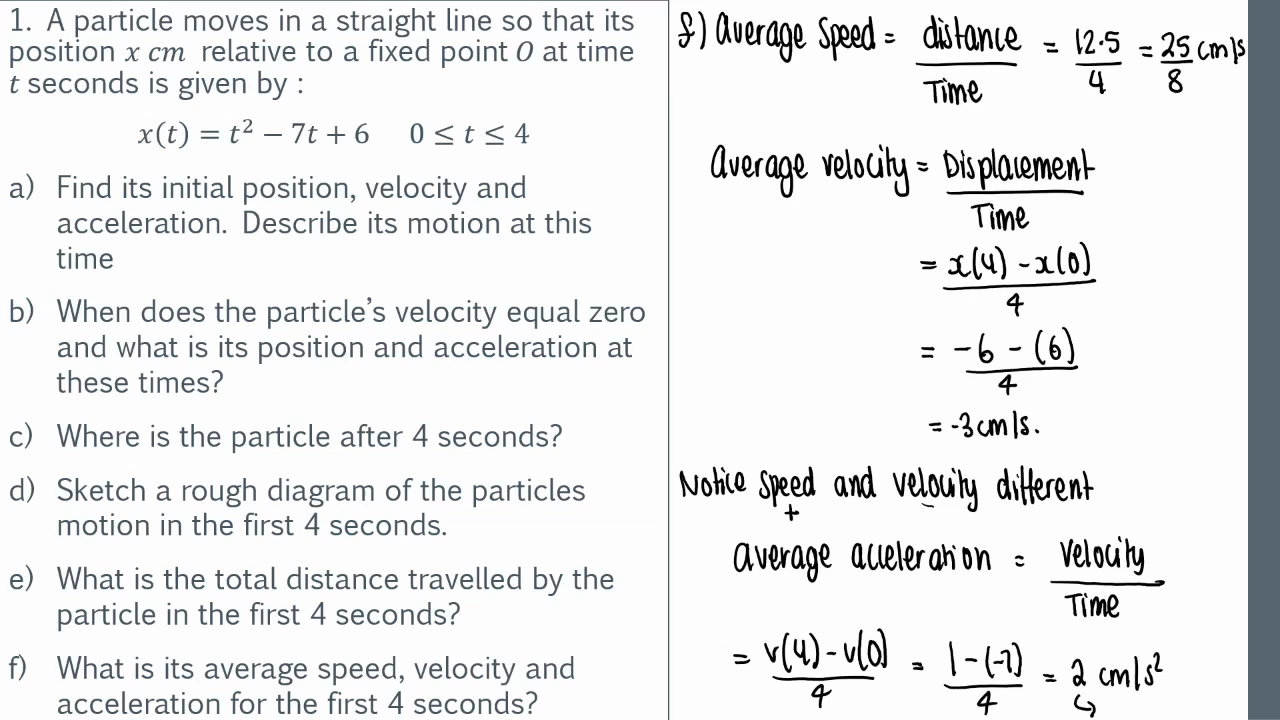 1. A particle moves in a straight line so that its
position x cm relative to a fixed point O at time
t seconds is given by :
x(t) = t² − 7t + 6 0 ≤ t ≤ 4
a) Find its initial position, velocity and
acceleration. Describe its motion at this
time
b) When does the particle’s velocity equal zero
and what is its position and acceleration at
these times?
c) Where is the particle after 4 seconds?
d) Sketch a rough diagram of the particles
motion in the first 4 seconds.
e) What is the total distance travelled by the
particle in the first 4 seconds?
f) What is its average speed, velocity and
acceleration for the first 4 seconds?
f) Average Speed = distance/Time = 12.5/4 = 25/8 cm/s
Average velocity = Displacement/Time
= x(4) - x(0)/4
= -6 - (6)/4
= -3 cm/s.
Notice speed and velocity different
+ -
average acceleration = Velocity/Time
= v(4) - v(0)/4 = 1 - (-7)/4 = 2 cm/s²